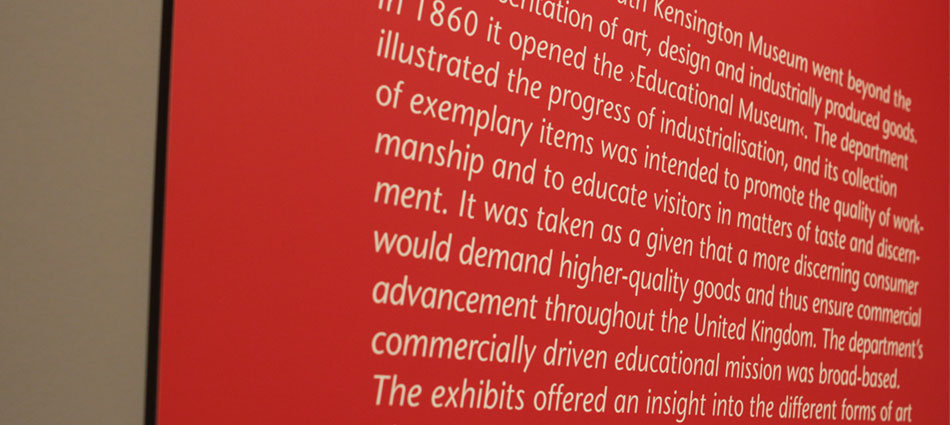 Kensington Museum went beyond the
of art, design and industrially produced goods.
In 1860 it opened the ›Educational Museum‹. The department
illustrated the progress of industrialisation, and its collection
of exemplary items was intended to promote the quality of work-
manship and to educate visitors in matters of taste and discern-
ment. It was taken as a given that a more discerning consumer
would demand higher-quality goods and thus ensure commercial
advancement throughout the United Kingdom. The department's
commercially driven educational mission was broad-based.
The exhibits offered an insight into the different forms of art